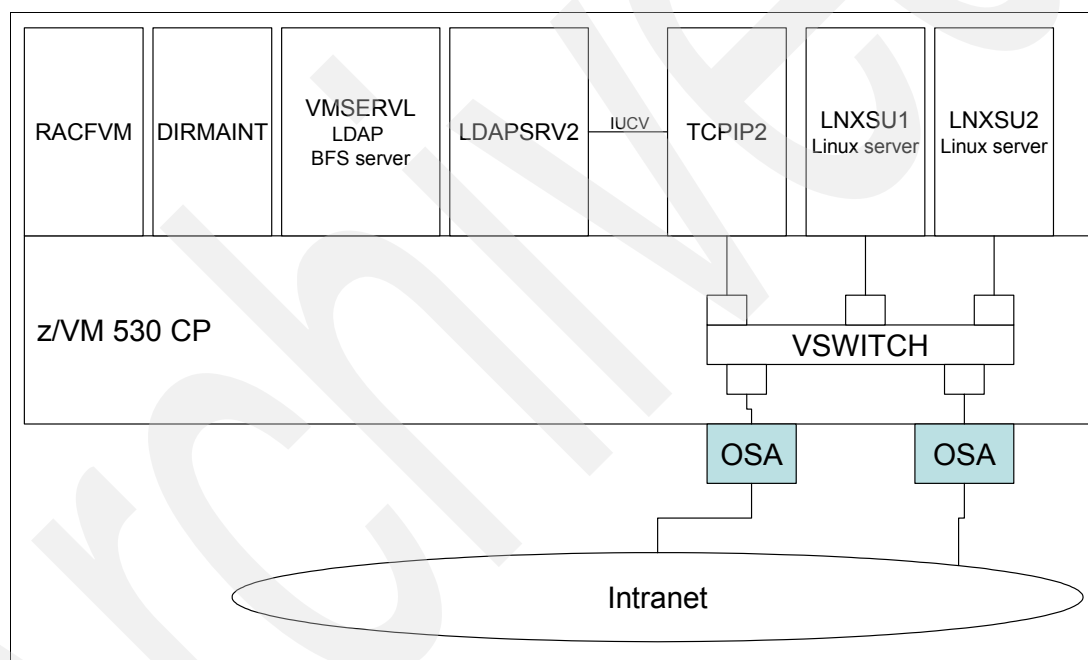 RACFVM
DIRMAINT
VMSERVL
LDAP
BFS server
LDAPSRV2
IUCV
TCPIP2
LNXSU1
Linux server
LNXSU2
Linux server
z/VM 530 CP
VSWITCH
OSA
OSA
Intranet